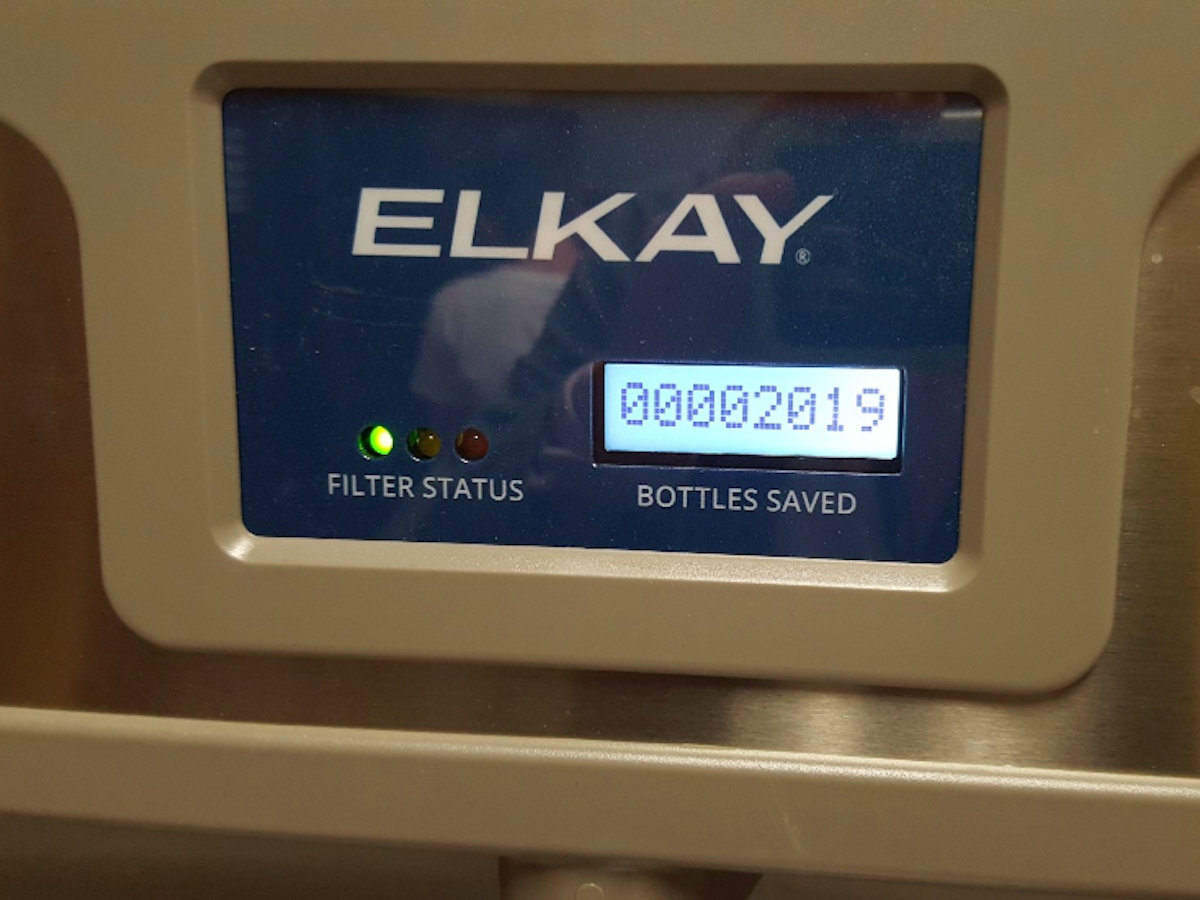 ELKAY®
00002019
FILTER STATUS
BOTTLES SAVED